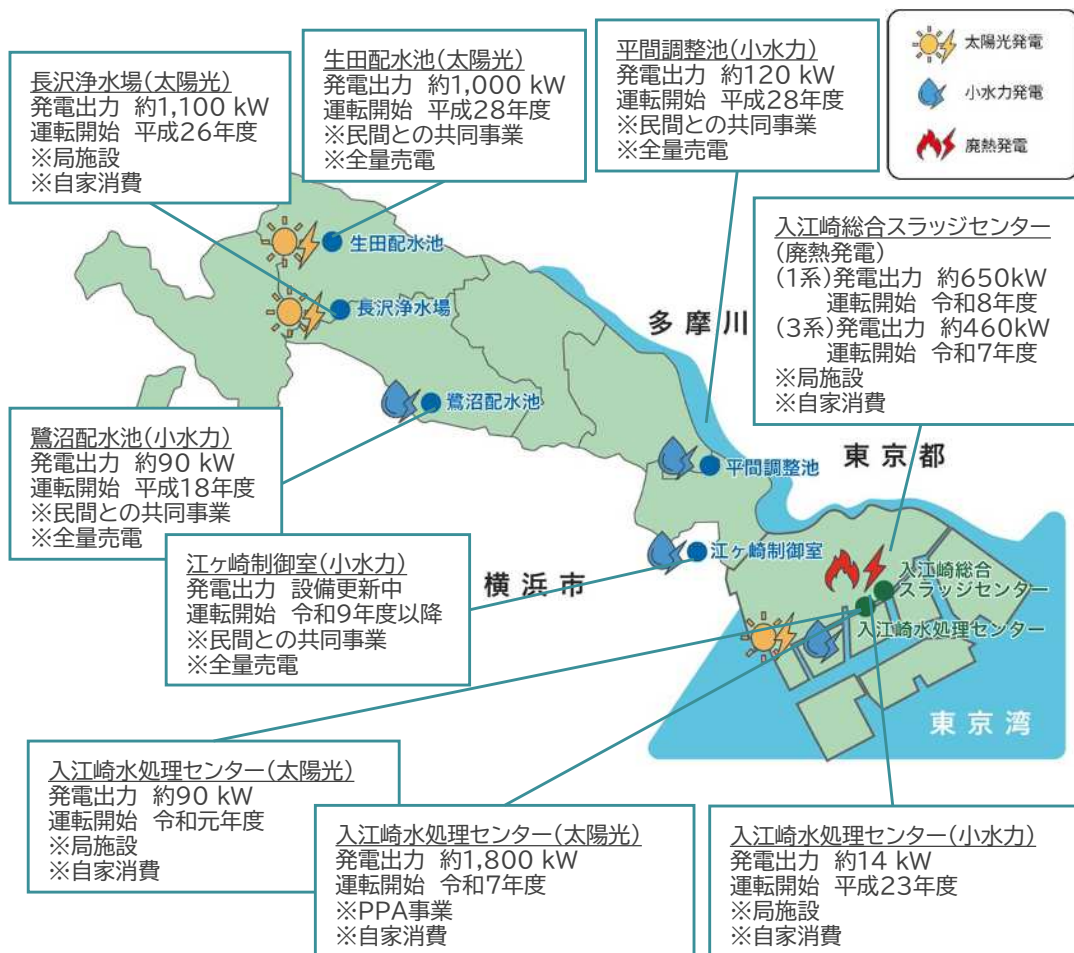 長沢浄水場(太陽光)
発電出力 約1,100 kW
運転開始 平成26年度
※局施設
※自家消費
生田配水池(太陽光)
発電出力 約1,000 kW
運転開始 平成28年度
※民間との共同事業
※全量売電
平間調整池(小水力)
発電出力 約120 kW
運転開始 平成28年度
※民間との共同事業
※全量売電
太陽光発電
小水力発電
廃熱発電
入江崎総合スラッジセンター
(廃熱発電)
(1系)発電出力 約650kW
運転開始 令和8年度
(3系)発電出力 約460kW
運転開始 令和7年度
※局施設
※自家消費
生田配水池
長沢浄水場
多摩川
鷺沼配水池
鷺沼配水池(小水力)
発電出力 約90 kW
運転開始 平成18年度
※民間との共同事業
※全量売電
平間調整池
東京都
江ヶ崎制御室(小水力)
発電出力 設備更新中
運転開始 令和9年度以降
※民間との共同事業
※全量売電
江ヶ崎制御室
横浜市
入江崎総合
スラッジセンター
入江崎水処理センター
東京湾
入江崎水処理センター(太陽光)
発電出力 約90 kW
運転開始 令和元年度
※局施設
※自家消費
入江崎水処理センター(太陽光)
発電出力 約1,800 kW
運転開始 令和7年度
※PPA事業
※自家消費
入江崎水処理センター(小水力)
発電出力 約14 kW
運転開始 平成23年度
※局施設
※自家消費